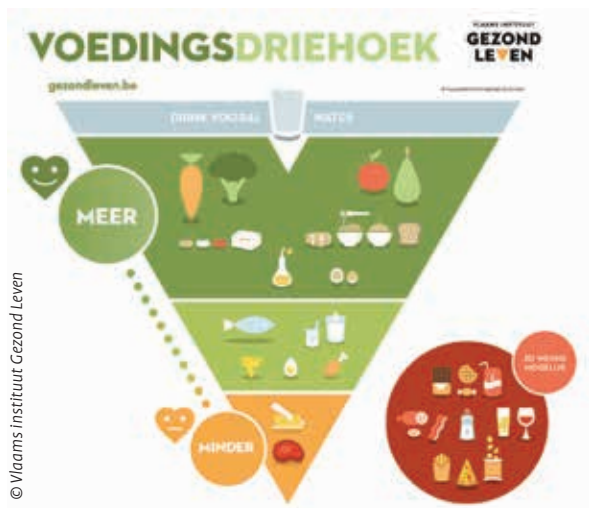 VOEDINGSDRIEHOEK
VLAAMS INSTITUUT
GEZOND
LEVEN
gezondleven.be
DRINK VOORAL WATER
MEER
ZO WEINIG
MOGELIJK
MINDER
© Vlaams instituut Gezond Leven